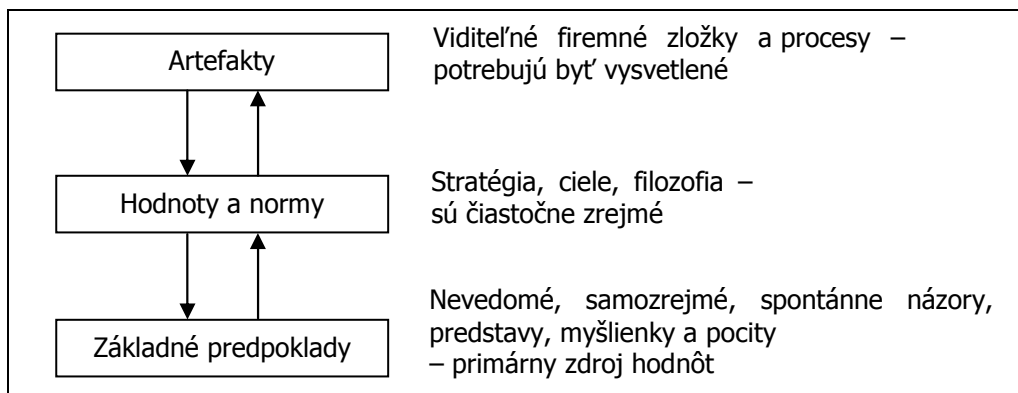 Artefakty
Viditeľné firemné zložky a procesy –
potrebujú byť vysvetlené
Hodnoty a normy
Stratégia, ciele, filozofia –
sú čiastočne zrejmé
Základné predpoklady
Nevedomé, samozrejmé, spontánne názory,
predstavy, myšlienky a pocity
– primárny zdroj hodnôt